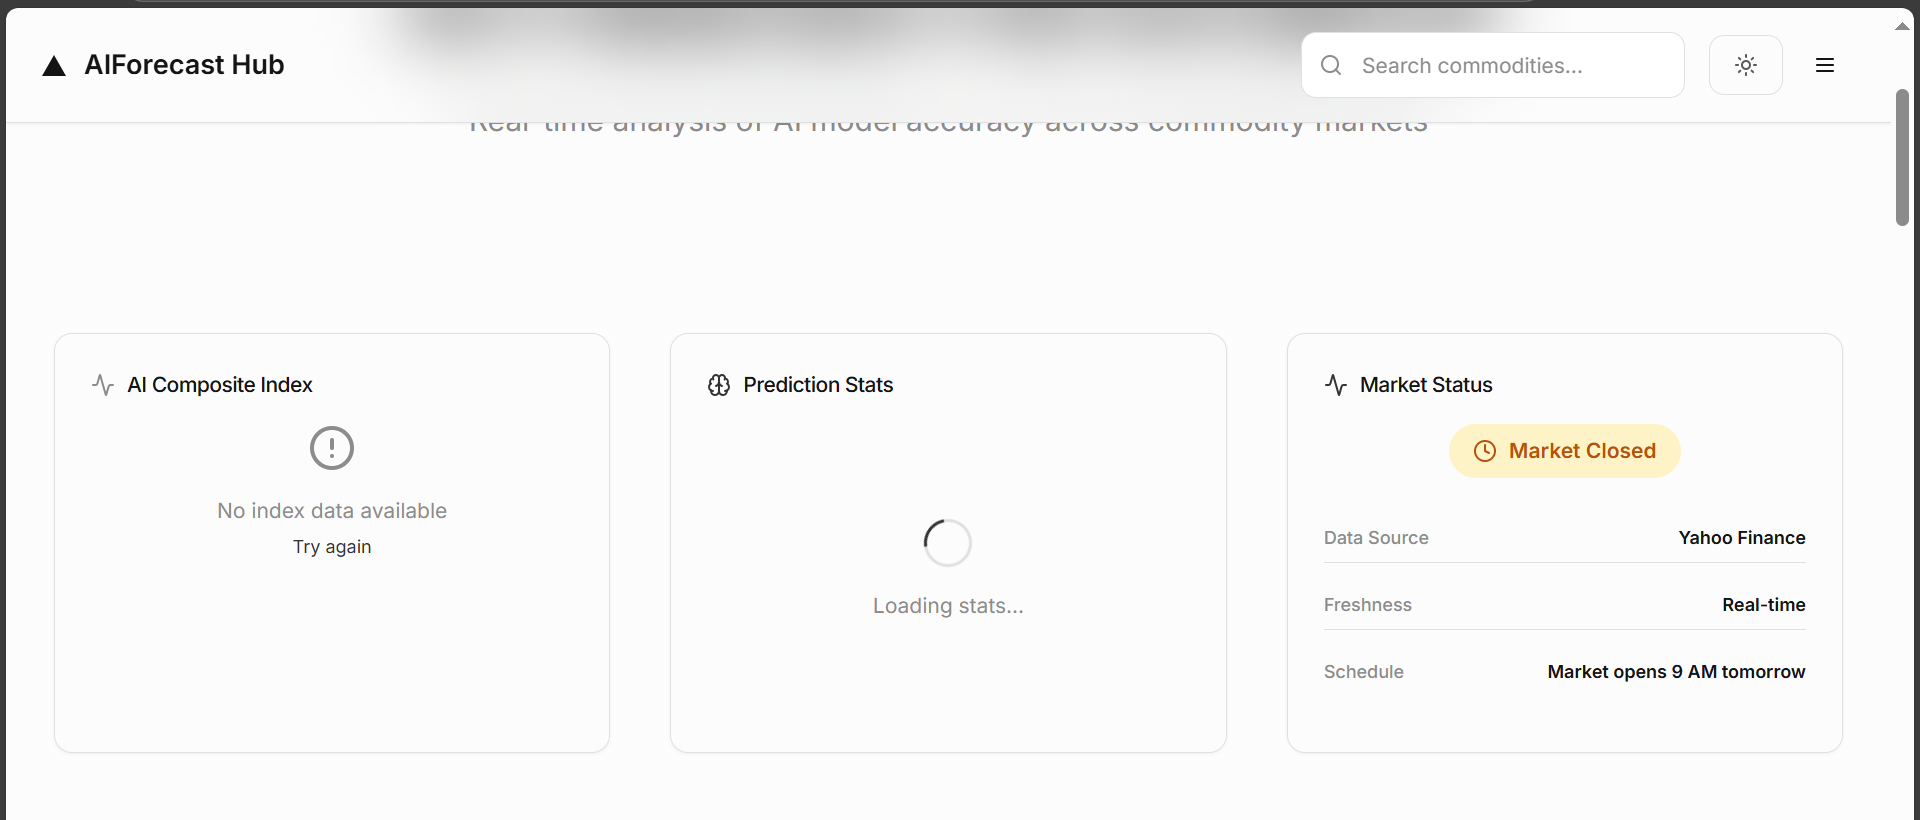 AIForecast Hub
Search commodities...
Real-time analysis of AI model accuracy across commodity markets
AI Composite Index
No index data available
Try again
Prediction Stats
Loading stats...
Market Status
Market Closed
Data Source Yahoo Finance
Freshness Real-time
Schedule Market opens 9 AM tomorrow